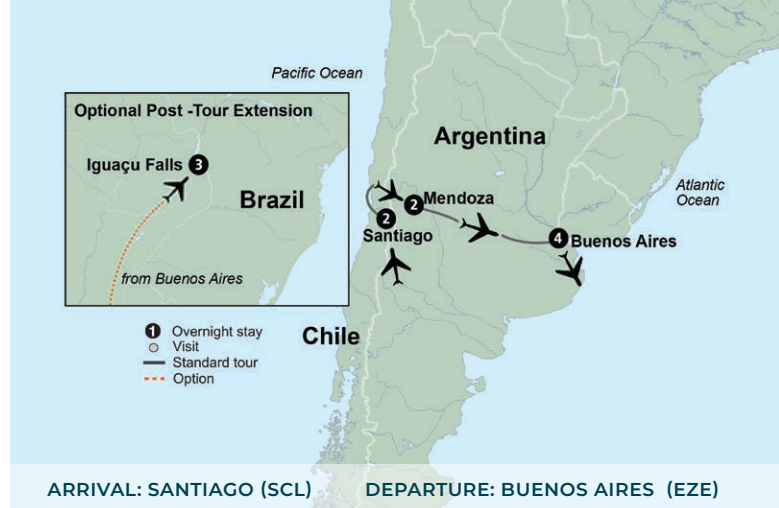 Pacific Ocean
Optional Post -Tour Extension
Iguaçu Falls 3
Brazil
from Buenos Aires
Argentina
Atlantic
Ocean
2 Mendoza
2
Santiago
4 Buenos Aires
Chile
1 Overnight stay
Visit
Standard tour
Option
ARRIVAL: SANTIAGO (SCL)
DEPARTURE: BUENOS AIRES (EZE)